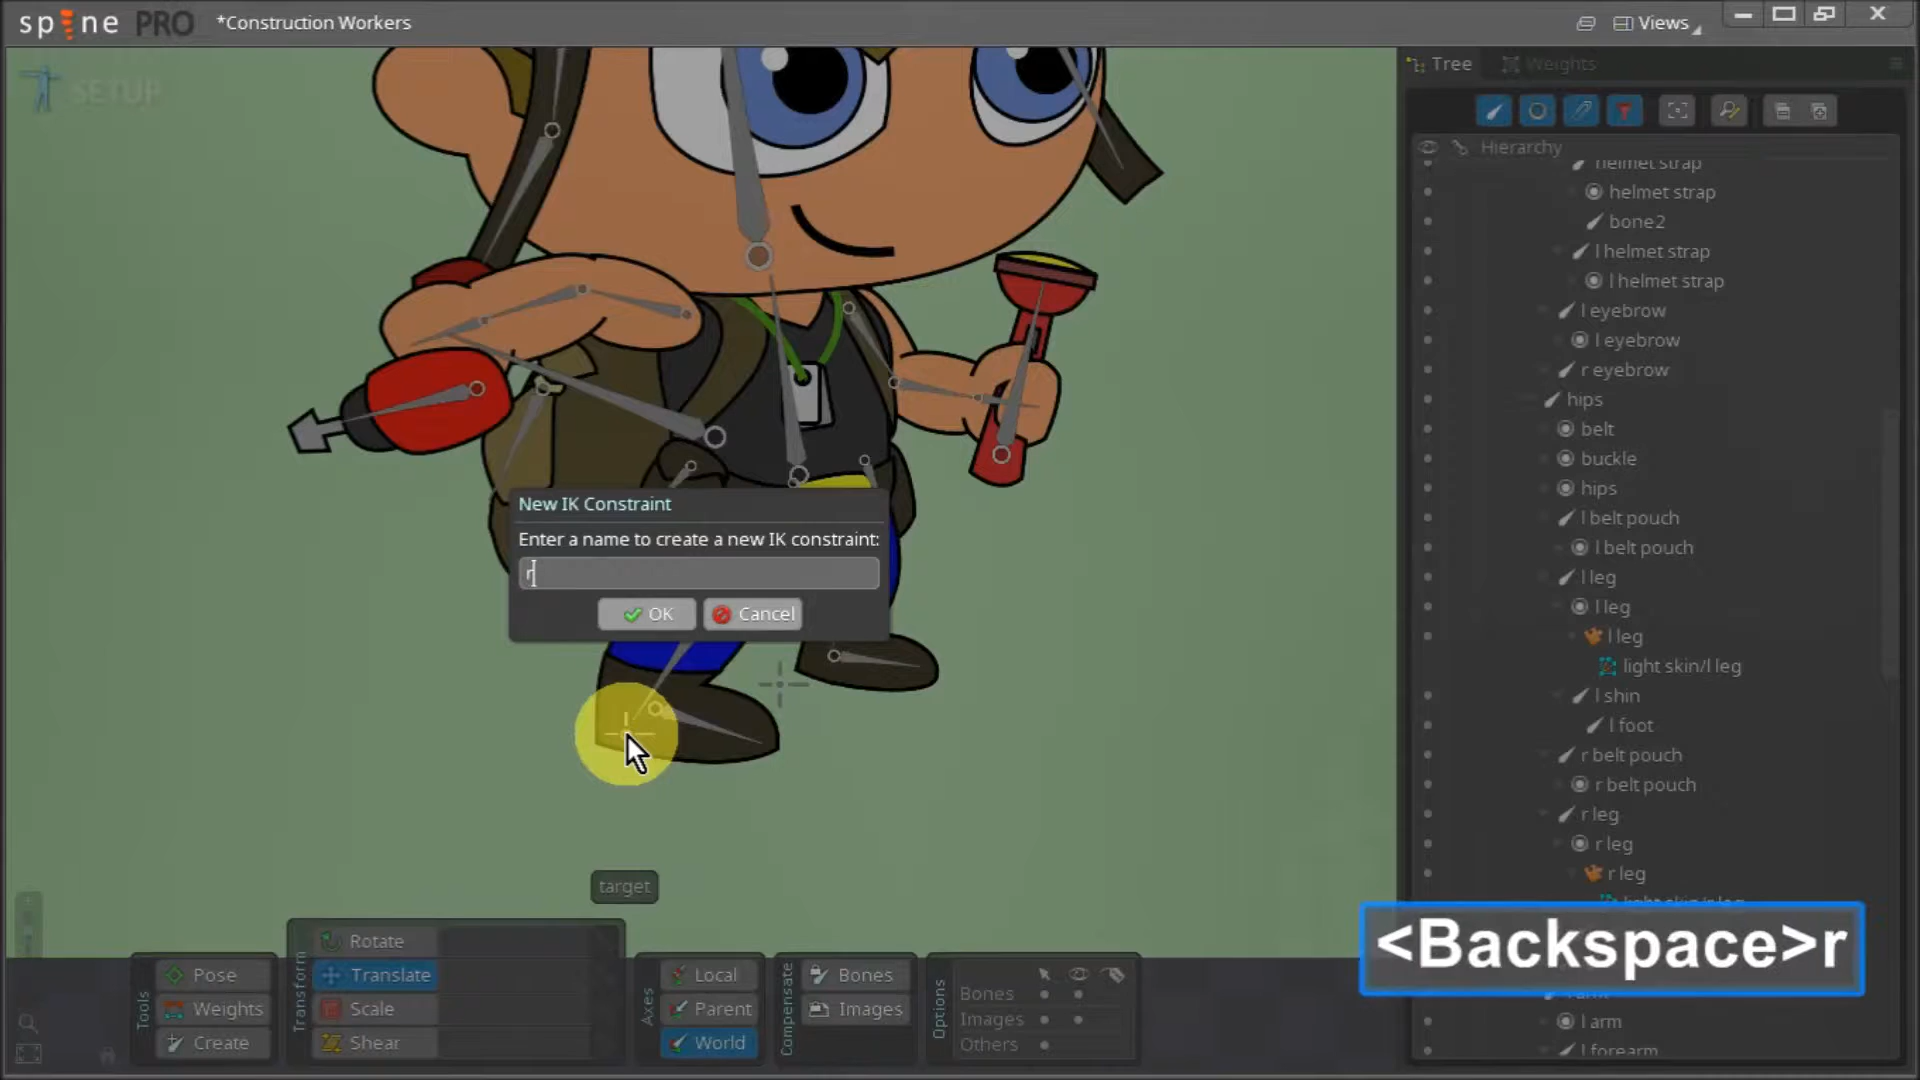 spine PRO *Construction Workers
Views
SETUP
Tree
Weights
Hierarchy
helmet strap
helmet strap
bone2
l helmet strap
l helmet strap
l eyebrow
l eyebrow
r eyebrow
hips
belt
buckle
hips
l belt pouch
l belt pouch
l leg
l leg
l leg
light skin/l leg
l shin
l foot
r belt pouch
r belt pouch
r leg
r leg
r leg
l arm
l forearm
New IK Constraint
Enter a name to create a new IK constraint:
r
OK
Cancel
target
<Backspace>r
Tools
Pose
Weights
Create
Transform
Rotate
Translate
Scale
Shear
Axes
Local
Parent
World
Compensate
Bones
Images
Options
Bones
Images
Others